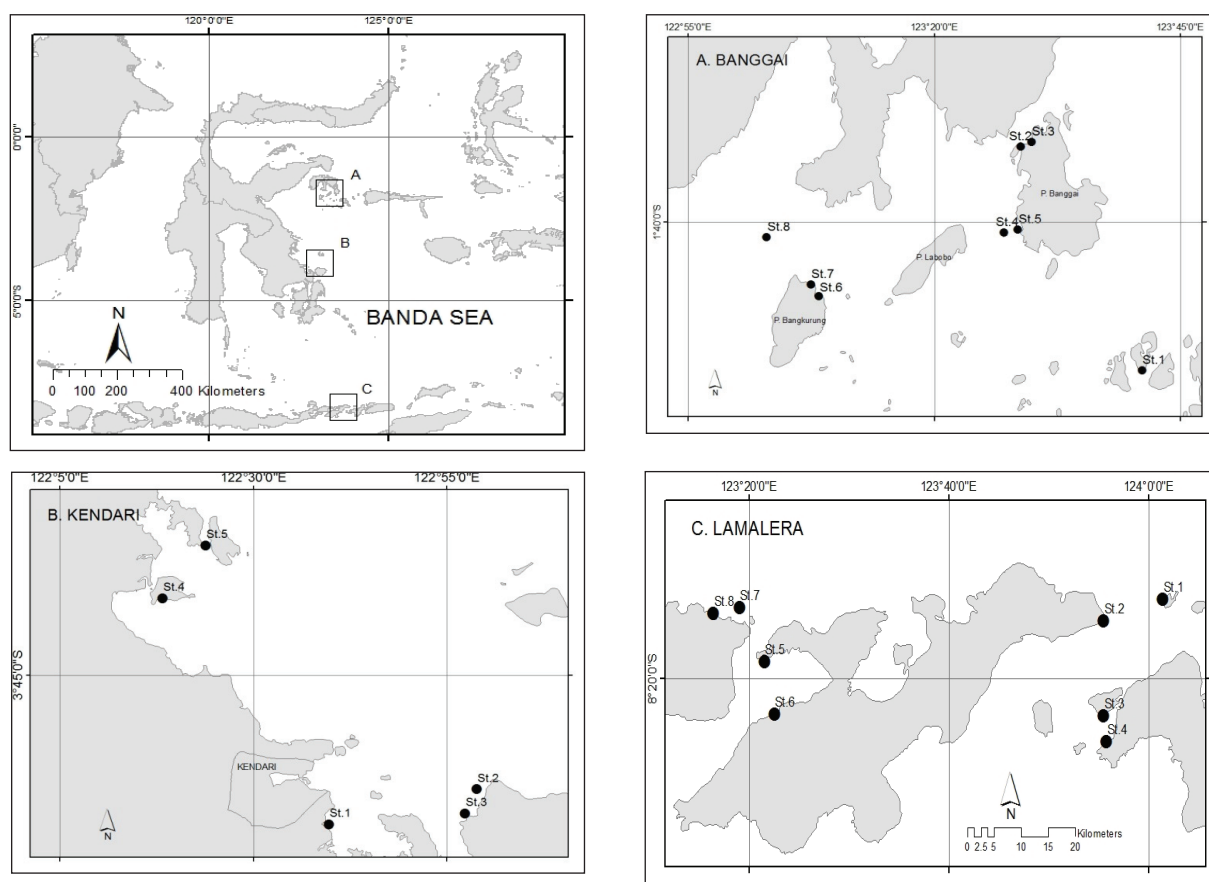 120°0'0"E 125°0'0"E
0°0'0"
A
B
5°0'0"S
BANDA SEA
N
0 100 200 400 Kilometers
C
122°55'0"E 123°20'0"E 123°45'0"E
A. BANGGAI
St.2 St.3
P. Banggai
1°40'0"S
St.4 St.5
St.8
P. Labobo
St.7
St.6
P. Bangkurung
St.1
N
122°5'0"E 122°30'0"E 122°55'0"E
B. KENDARI
St.5
St.4
3°45'0"S
KENDARI
St.2
St.3
St.1
N
123°20'0"E 123°40'0"E 124°0'0"E
C. LAMALERA
St.1
St.8 St.7
St.2
St.5
8°20'0"S
St.6
St.3
St.4
N
Kilometers
0 2.5 5 10 15 20